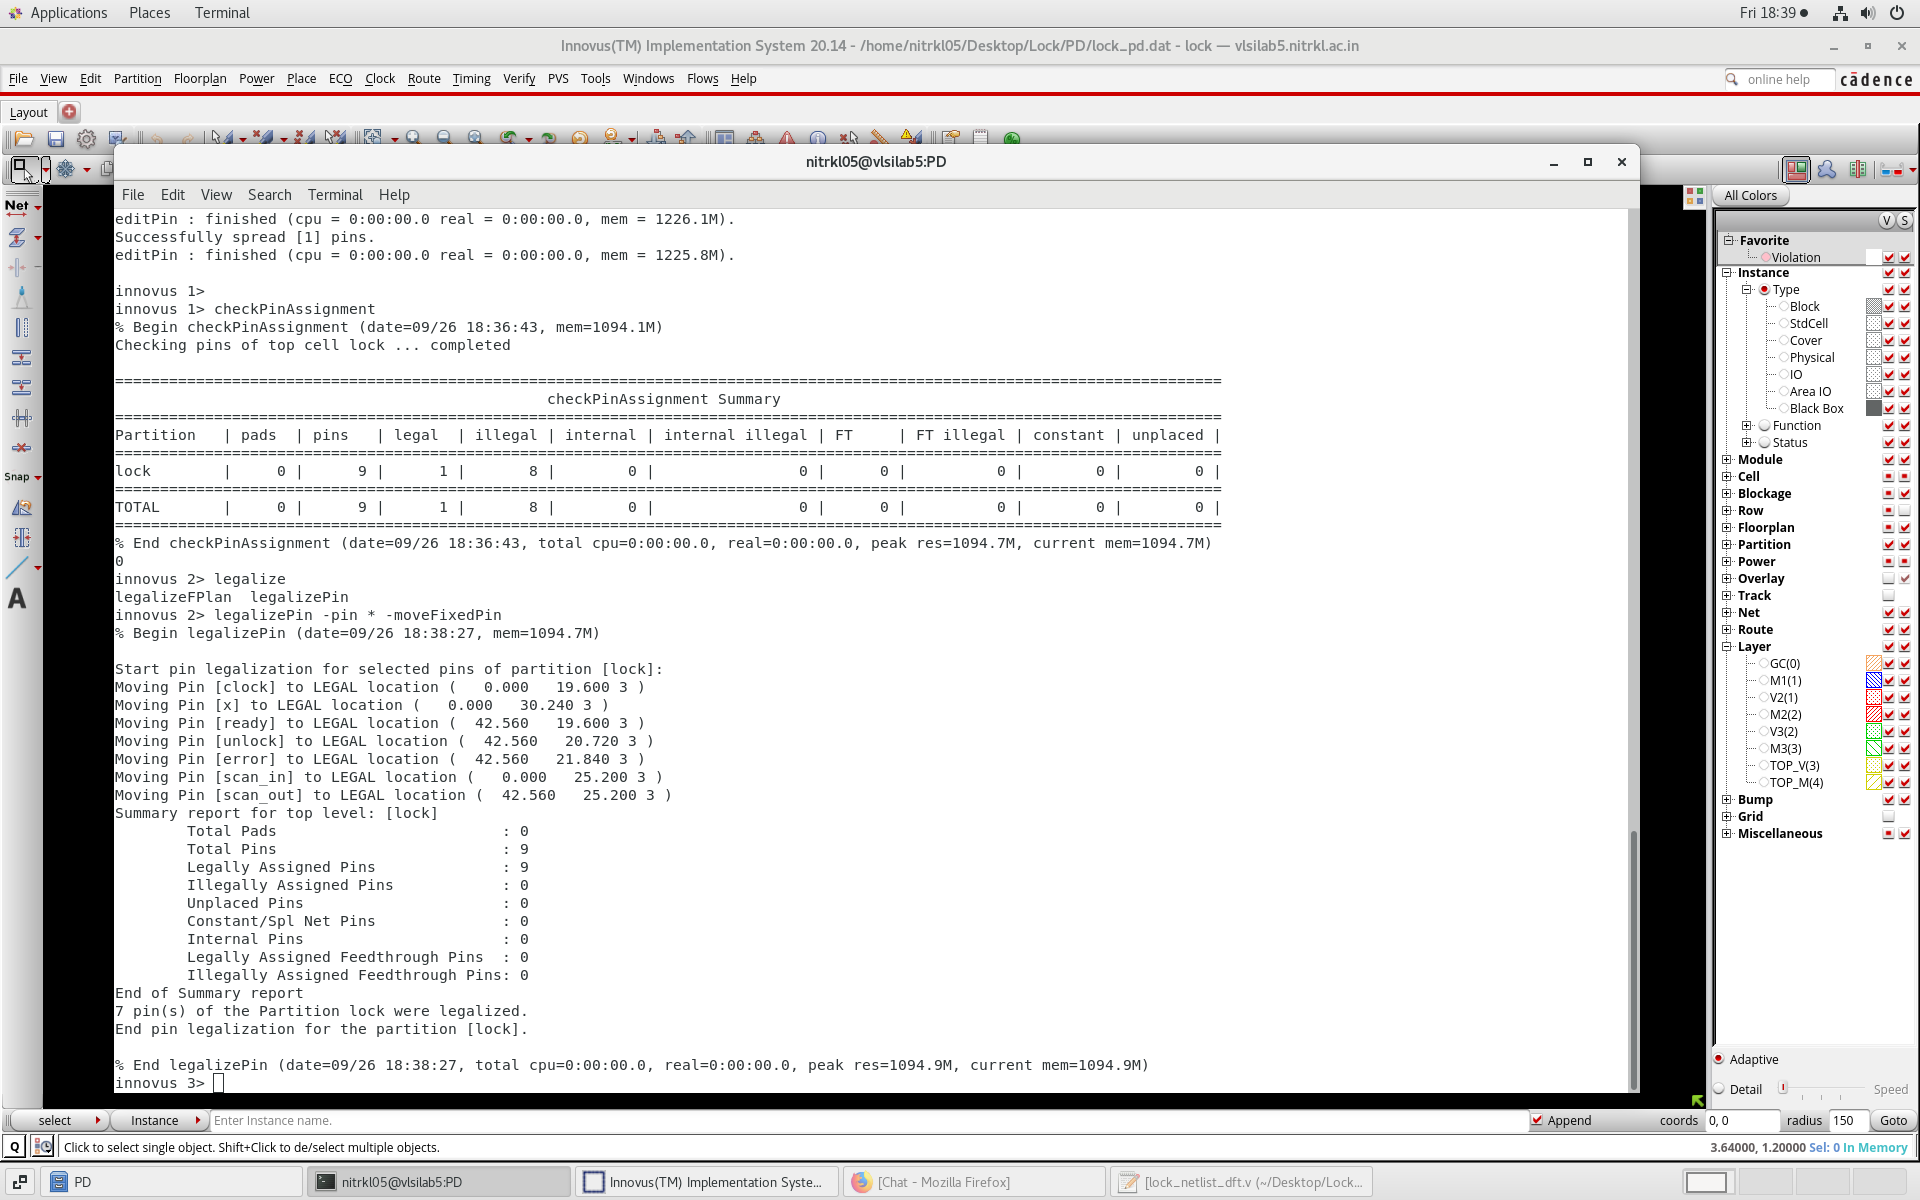 Applications Places Terminal Fri 18:39
Innovus(TM) Implementation System 20.14 - /home/nitrkl05/Desktop/Lock/PD/lock_pd.dat - lock — vlsilab5.nitrkl.ac.in
File View Edit Partition Floorplan Power Place ECO Clock Route Timing Verify PVS Tools Windows Flows Help online help cādence
Layout
nitrkl05@vlsilab5:PD
File Edit View Search Terminal Help
editPin : finished (cpu = 0:00:00.0 real = 0:00:00.0, mem = 1226.1M).
Successfully spread [1] pins.
editPin : finished (cpu = 0:00:00.0 real = 0:00:00.0, mem = 1225.8M).
innovus 1>
innovus 1> checkPinAssignment
% Begin checkPinAssignment (date=09/26 18:36:43, mem=1094.1M)
Checking pins of top cell lock ... completed
===========================================================================================================================
checkPinAssignment Summary
===========================================================================================================================
Partition | pads | pins | legal | illegal | internal | internal illegal | FT | FT illegal | constant | unplaced |
===========================================================================================================================
lock | 0 | 9 | 1 | 8 | 0 | 0 | 0 | 0 | 0 | 0 |
===========================================================================================================================
TOTAL | 0 | 9 | 1 | 8 | 0 | 0 | 0 | 0 | 0 | 0 |
===========================================================================================================================
% End checkPinAssignment (date=09/26 18:36:43, total cpu=0:00:00.0, real=0:00:00.0, peak res=1094.7M, current mem=1094.7M)
0
innovus 2> legalize
legalizeFPlan legalizePin
innovus 2> legalizePin -pin * -moveFixedPin
% Begin legalizePin (date=09/26 18:38:27, mem=1094.7M)
Start pin legalization for selected pins of partition [lock]:
Moving Pin [clock] to LEGAL location ( 0.000 19.600 3 )
Moving Pin [x] to LEGAL location ( 0.000 30.240 3 )
Moving Pin [ready] to LEGAL location ( 42.560 19.600 3 )
Moving Pin [unlock] to LEGAL location ( 42.560 20.720 3 )
Moving Pin [error] to LEGAL location ( 42.560 21.840 3 )
Moving Pin [scan_in] to LEGAL location ( 0.000 25.200 3 )
Moving Pin [scan_out] to LEGAL location ( 42.560 25.200 3 )
Summary report for top level: [lock]
Total Pads : 0
Total Pins : 9
Legally Assigned Pins : 9
Illegally Assigned Pins : 0
Unplaced Pins : 0
Constant/Spl Net Pins : 0
Internal Pins : 0
Legally Assigned Feedthrough Pins : 0
Illegally Assigned Feedthrough Pins: 0
End of Summary report
7 pin(s) of the Partition lock were legalized.
End pin legalization for the partition [lock].
% End legalizePin (date=09/26 18:38:27, total cpu=0:00:00.0, real=0:00:00.0, peak res=1094.9M, current mem=1094.9M)
innovus 3>
Net
Snap
A
All Colors
V S
Favorite
Violation
Instance
Type
Block
StdCell
Cover
Physical
IO
Area IO
Black Box
Function
Status
Module
Cell
Blockage
Row
Floorplan
Partition
Power
Overlay
Track
Net
Route
Layer
GC(0)
M1(1)
V2(1)
M2(2)
V3(2)
M3(3)
TOP_V(3)
TOP_M(4)
Bump
Grid
Miscellaneous
Adaptive
Detail Speed
select Instance Enter Instance name. Append coords 0, 0 radius 150 Goto
Q Click to select single object. Shift+Click to de/select multiple objects. 3.64000, 1.20000 Sel: 0 In Memory
PD nitrkl05@vlsilab5:PD Innovus(TM) Implementation Syste... [Chat - Mozilla Firefox] [lock_netlist_dft.v (~/Desktop/Lock...